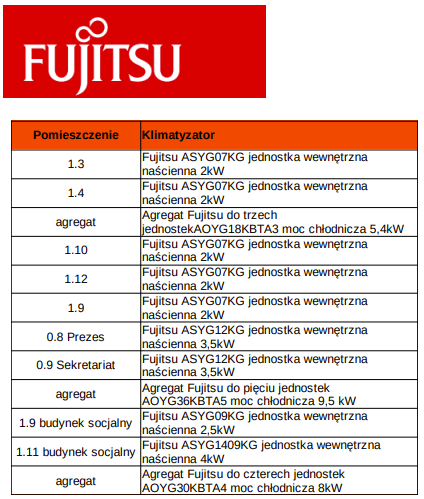 FUJITSU
Pomieszczenie Klimatyzator
1.3 Fujitsu ASYG07KG jednostka wewnętrzna
naścienna 2kW
1.4 Fujitsu ASYG07KG jednostka wewnętrzna
naścienna 2kW
agregat Agregat Fujitsu do trzech
jednostekAOYG18KBTA3 moc chłodnicza 5,4kW
1.10 Fujitsu ASYG07KG jednostka wewnętrzna
naścienna 2kW
1.12 Fujitsu ASYG07KG jednostka wewnętrzna
naścienna 2kW
1.9 Fujitsu ASYG07KG jednostka wewnętrzna
naścienna 2kW
0.8 Prezes Fujitsu ASYG12KG jednostka wewnętrzna
naścienna 3,5kW
0.9 Sekretariat Fujitsu ASYG12KG jednostka wewnętrzna
naścienna 3,5kW
agregat Agregat Fujitsu do pięciu jednostek
AOYG36KBTA5 moc chłodnicza 9,5 kW
1.9 budynek socjalny Fujitsu ASYG09KG jednostka wewnętrzna
naścienna 2,5kW
1.11 budynek socjalny Fujitsu ASYG1409KG jednostka wewnętrzna
naścienna 4kW
agregat Agregat Fujitsu do czterech jednostek
AOYG30KBTA4 moc chłodnicza 8kW